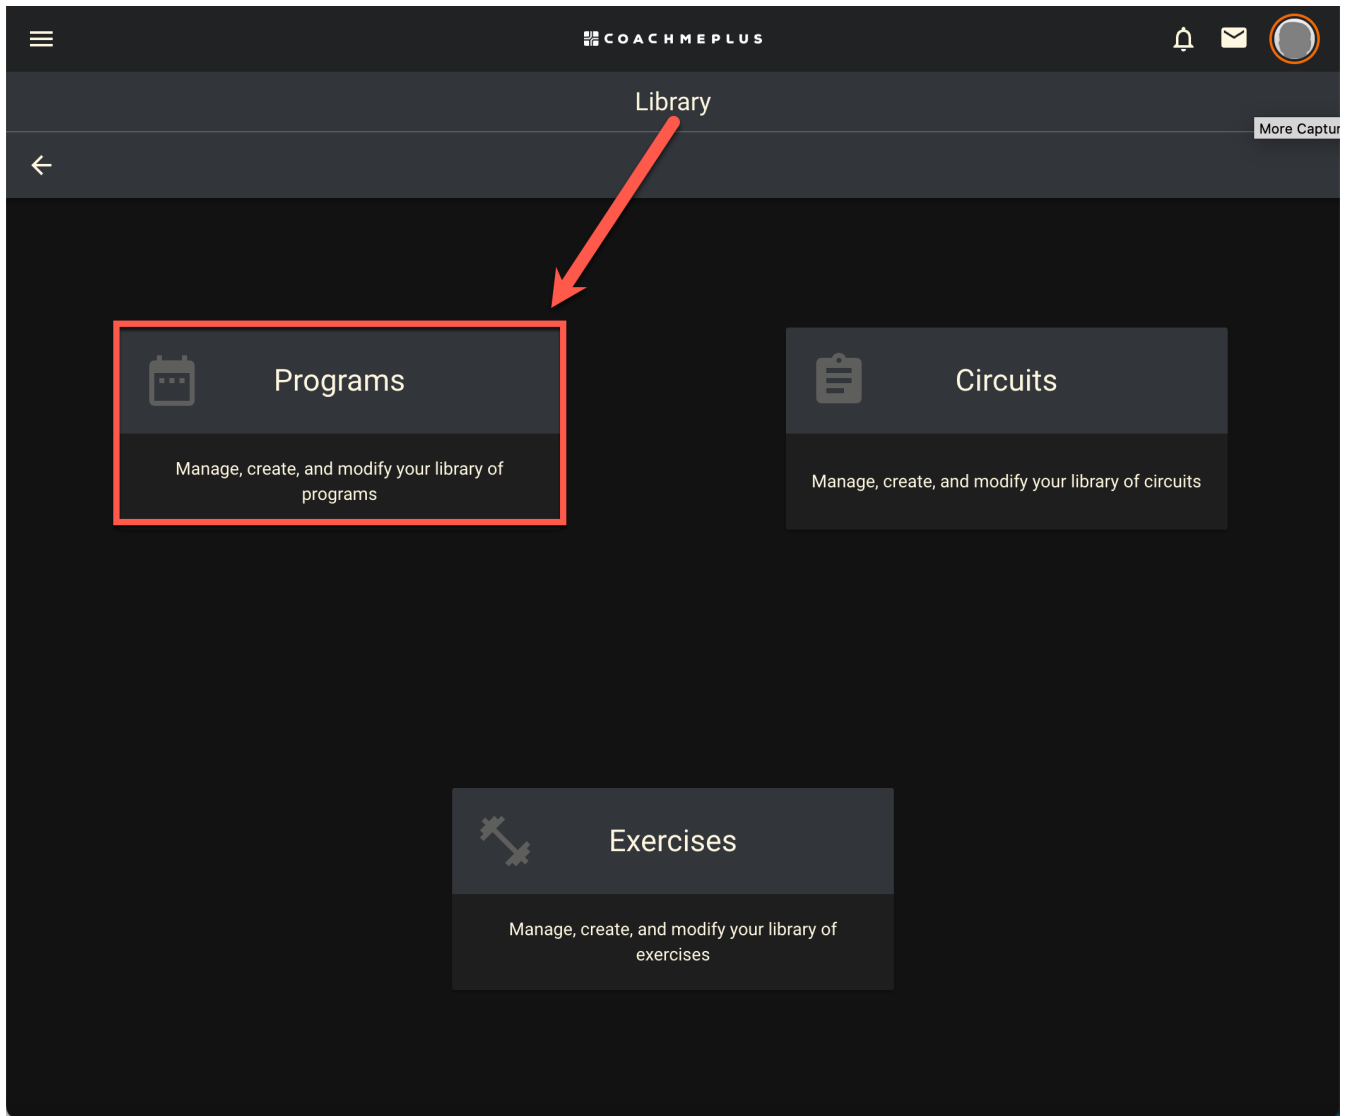 COACHMEPLUS
Library
More Captur
Programs
Manage, create, and modify your library of
programs
Circuits
Manage, create, and modify your library of circuits
Exercises
Manage, create, and modify your library of
exercises